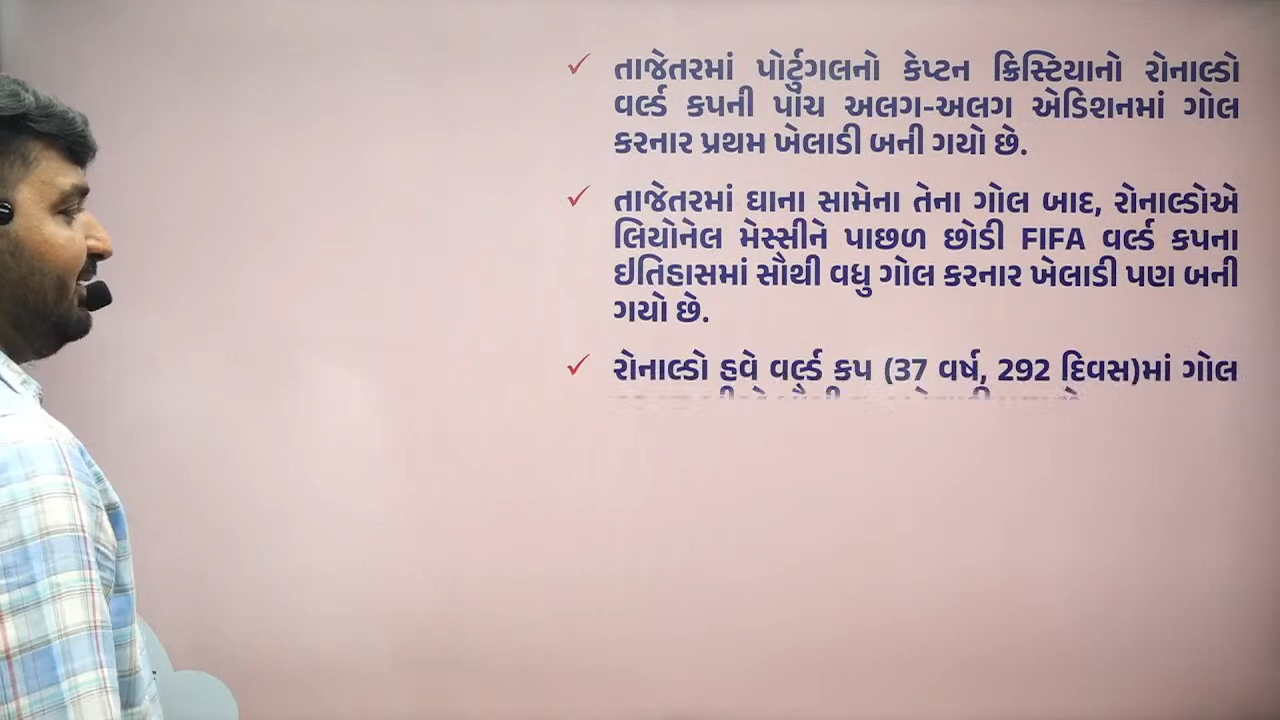 તાજેતરમાં પોર્ટુગલનો કેપ્ટન ક્રિસ્ટિયાનો રોનાલ્ડો
વર્લ્ડ કપની પાંચ અલગ-અલગ એડિશનમાં ગોલ
કરનાર પ્રથમ ખેલાડી બની ગયો છે.
તાજેતરમાં ઘાના સામેના તેના ગોલ બાદ, રોનાલ્ડોએ
લિયોનેલ મેસ્સીને પાછળ છોડી FIFA વર્લ્ડ કપના
ઇતિહાસમાં સૌથી વધુ ગોલ કરનાર ખેલાડી પણ બની
ગયો છે.
રોનાલ્ડો હવે વર્લ્ડ કપ (37 વર્ષ, 292 દિવસ)માં ગોલ